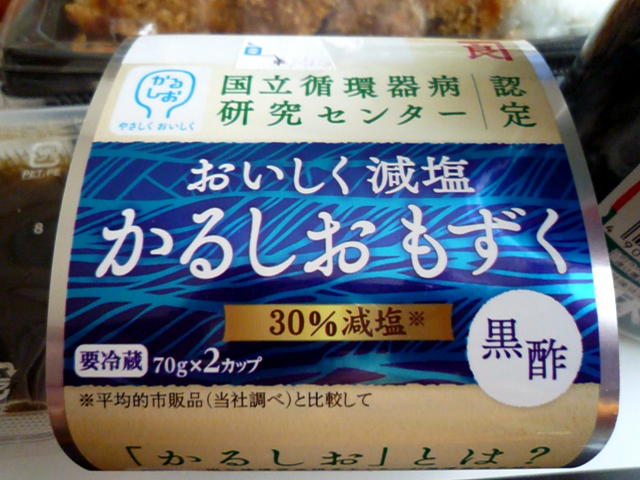 かる
しお
やさしく おいしく
国立循環器病
研究センター
認定
おいしく減塩
かるしお もずく
30%減塩※
黒酢
要冷蔵 70g×2カップ
※平均的市販品(当社調べ)と比較して
「かるしお」とは?
PET,PE
8